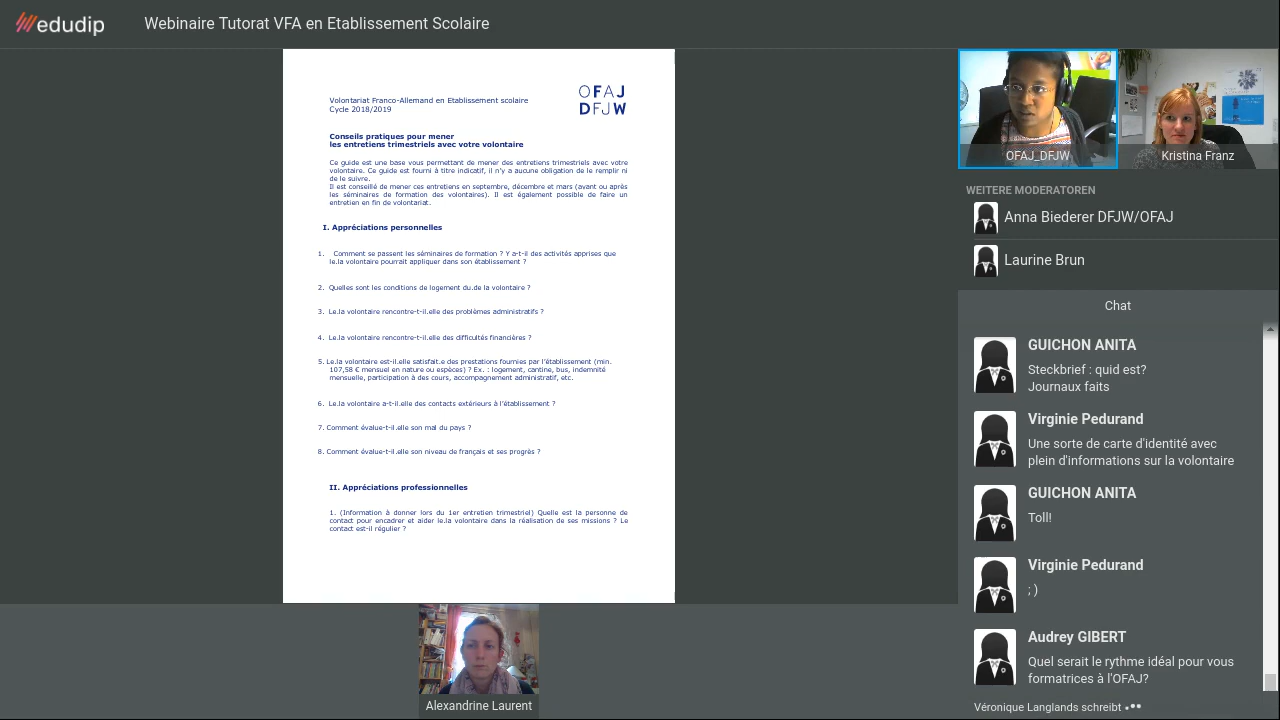 edudip
Webinaire Tutorat VFA en Etablissement Scolaire
Volontariat Franco-Allemand en Etablissement scolaire
Cycle 2018/2019
OFAJ
DFJW
Conseils pratiques pour mener
les entretiens trimestriels avec votre volontaire
Ce guide est une base vous permettant de mener des entretiens trimestriels avec votre
volontaire. Ce guide est fourni à titre indicatif, il n'y a aucune obligation de le remplir ni
de le suivre.
Il est conseillé de mener ces entretiens en septembre, décembre et mars (avant ou après
les séminaires de formation des volontaires). Il est également possible de faire un
entretien en fin de volontariat.
I. Appréciations personnelles
1. Comment se passent les séminaires de formation ? Y a-t-il des activités apprises que
le.la volontaire pourrait appliquer dans son établissement ?
2. Quelles sont les conditions de logement du.de la volontaire ?
3. Le.la volontaire rencontre-t-il.elle des problèmes administratifs ?
4. Le.la volontaire rencontre-t-il.elle des difficultés financières ?
5. Le.la volontaire est-il.elle satisfait.e des prestations fournies par l'établissement (min.
107,58 € mensuel en nature ou espèces) ? Ex. : logement, cantine, bus, indemnité
mensuelle, participation à des cours, accompagnement administratif, etc.
6. Le.la volontaire a-t-il.elle des contacts extérieurs à l'établissement ?
7. Comment évalue-t-il.elle son mal du pays ?
8. Comment évalue-t-il.elle son niveau de français et ses progrès ?
II. Appréciations professionnelles
1. (Information à donner lors du 1er entretien trimestriel) Quelle est la personne de
contact pour encadrer et aider le.la volontaire dans la réalisation de ses missions ? Le
contact est-il régulier ?
Alexandrine Laurent
OFAJ_DFJW
Kristina Franz
WEITERE MODERATOREN
Anna Biederer DFJW/OFAJ
Laurine Brun
Chat
GUICHON ANITA
Steckbrief : quid est?
Journaux faits
Virginie Pedurand
Une sorte de carte d'identité avec
plein d'informations sur la volontaire
GUICHON ANITA
Toll!
Virginie Pedurand
; )
Audrey GIBERT
Quel serait le rythme idéal pour vous
formatrices à l'OFAJ?
Véronique Langlands schreibt